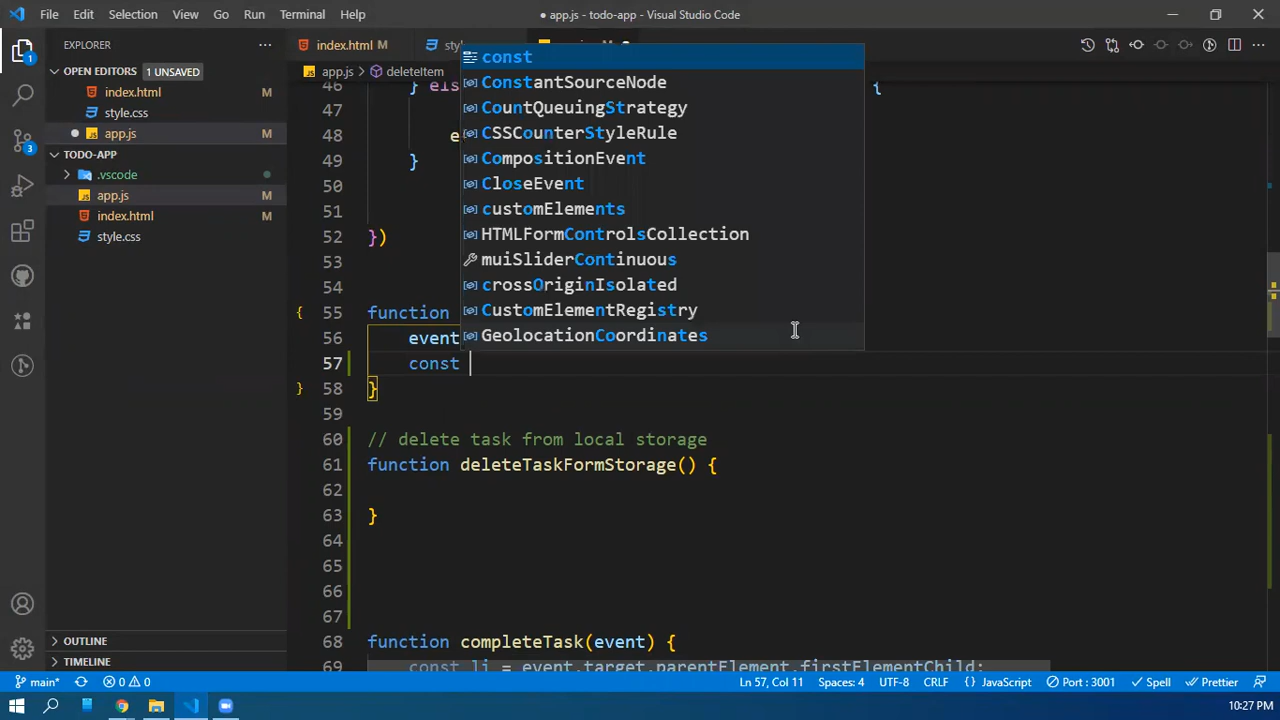 File Edit Selection View Go Run Terminal Help
● app.js - todo-app - Visual Studio Code
EXPLORER
index.html M
app.js > deleteItem
OPEN EDITORS 1 UNSAVED
index.html M
style.css
app.js M
TODO-APP
.vscode
app.js M
index.html M
style.css
OUTLINE
TIMELINE
const
ConstantSourceNode
CountQueuingStrategy
CSSCounterStyleRule
CompositionEvent
CloseEvent
customElements
HTMLFormControlsCollection
muiSliderContinuous
crossOriginIsolated
CustomElementRegistry
GeolocationCoordinates
46 } els {
47
48 e
49 }
50
51
52 })
53
54
55 function
56 event
57 const
58 }
59
60 // delete task from local storage
61 function deleteTaskFormStorage() {
62
63 }
64
65
66
67
68 function completeTask(event) {
69 const li = event.target.parentElement.firstElementChild;
main* 0 0 Ln 57, Col 11 Spaces: 4 UTF-8 CRLF {} JavaScript Port : 3001 Spell Prettier
10:27 PM